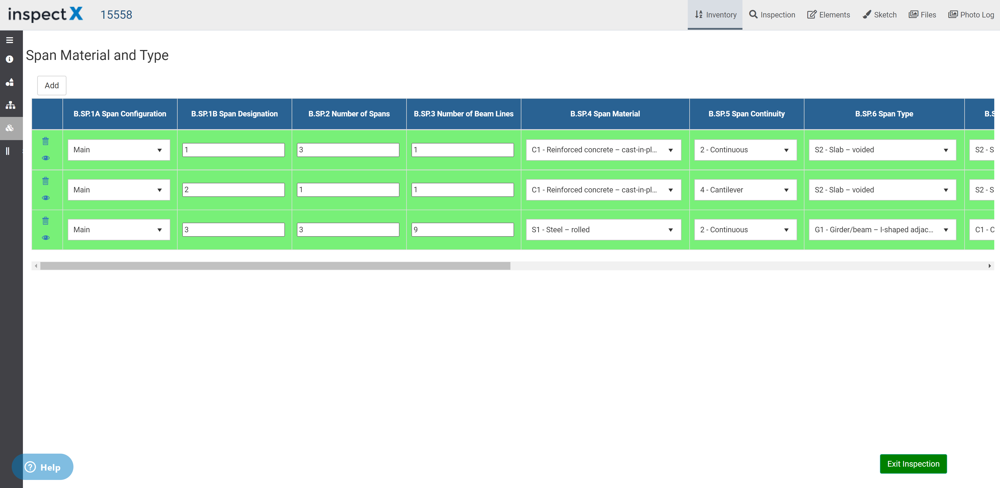 inspectX 15558 Inventory Inspection Elements Sketch Files Photo Log
Span Material and Type
Add
B.SP.1A Span Configuration B.SP.1B Span Designation B.SP.2 Number of Spans B.SP.3 Number of Beam Lines B.SP.4 Span Material B.SP.5 Span Continuity B.SP.6 Span Type B.S
Main 1 3 1 C1 - Reinforced concrete – cast-in-pl... 2 - Continuous S2 - Slab – voided S2 - S
Main 2 1 1 C1 - Reinforced concrete – cast-in-pl... 4 - Cantilever S2 - Slab – voided S2 - S
Main 3 3 9 S1 - Steel – rolled 2 - Continuous G1 - Girder/beam – I-shaped adjac... C1 - C
Help
Exit Inspection